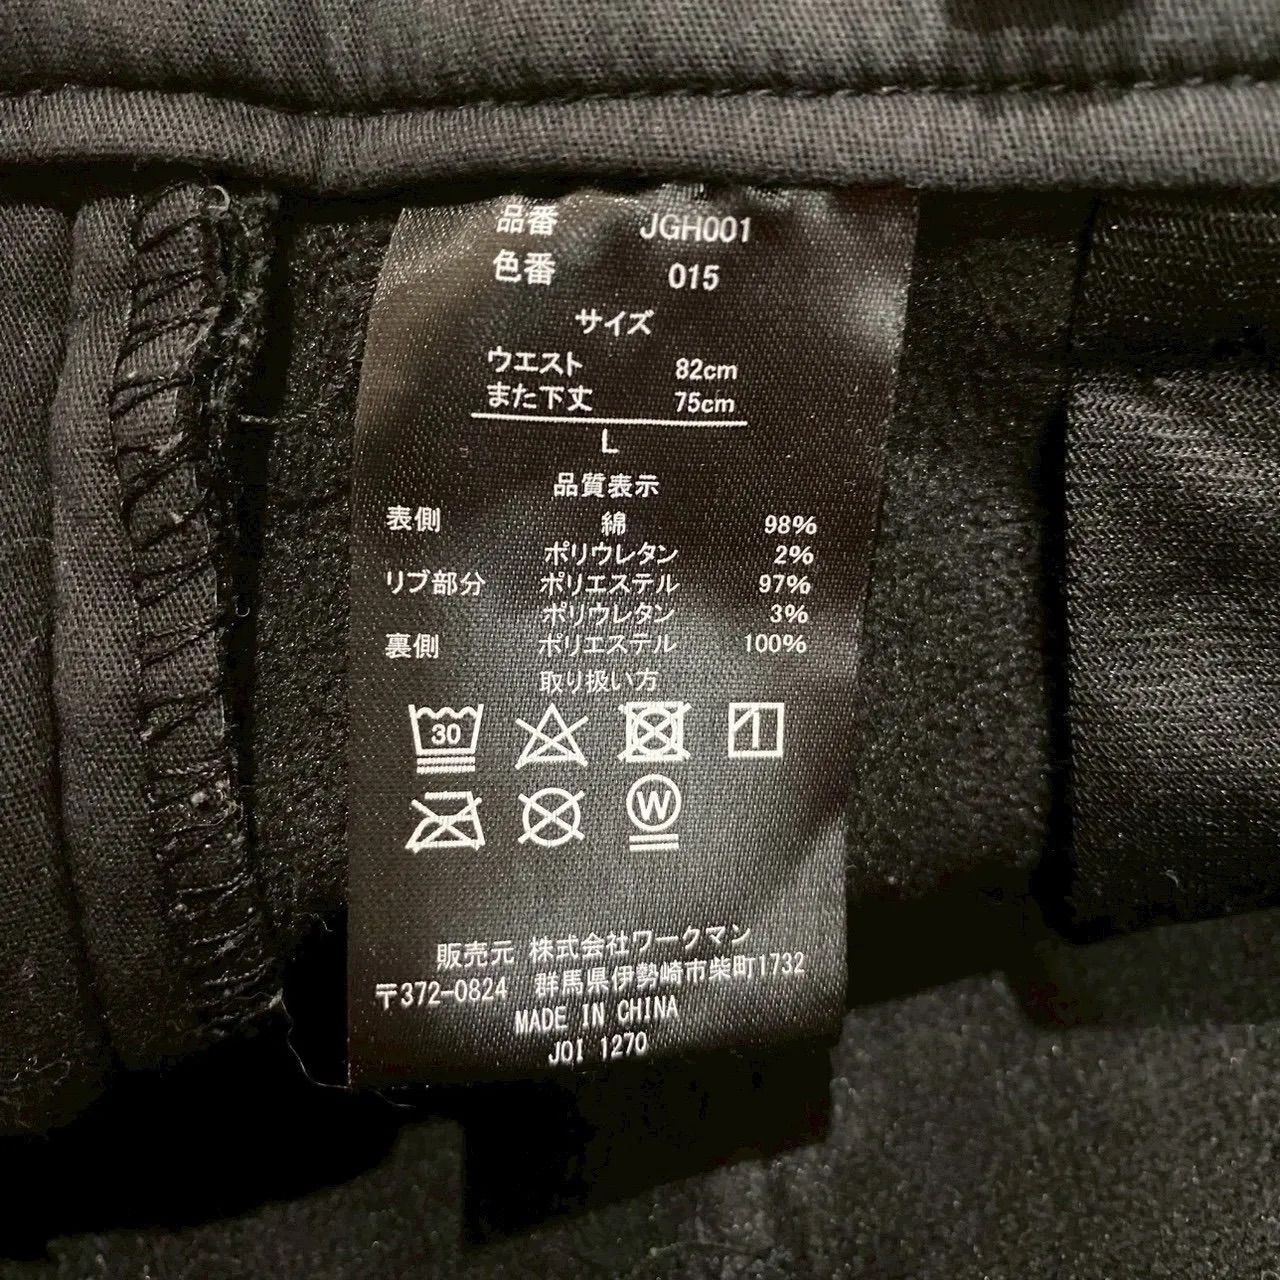 品番 JGH001
色番 015
サイズ
ウエスト 82cm
また下丈 75cm
L
品質表示
表側 綿 98%
ポリウレタン 2%
リブ部分 ポリエステル 97%
ポリウレタン 3%
裏側 ポリエステル 100%
取り扱い方
30
W
販売元 株式会社ワークマン
〒372-0824 群馬県伊勢崎市柴町1732
MADE IN CHINA
JOI 1270